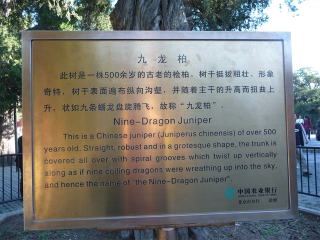 九龙柏
此树是一株500余岁的古老的桧柏，树干挺拔粗壮，形象
奇特，树干表面遍布纵向沟壑，并随着主干的升高而扭曲上
升，状如九条蟠龙盘旋腾飞，故称“九龙柏”。
Nine-Dragon Juniper
This is a Chinese juniper (Juniperus chinensis) of over 500
years old. Straight, robust and in a grotesque shape, the trunk is
covered all over with spiral grooves which twist up vertically
along as if nine coiling dragons were wreathing up into the sky,
and hence the name of "the Nine-Dragon Juniper".
中国农业银行